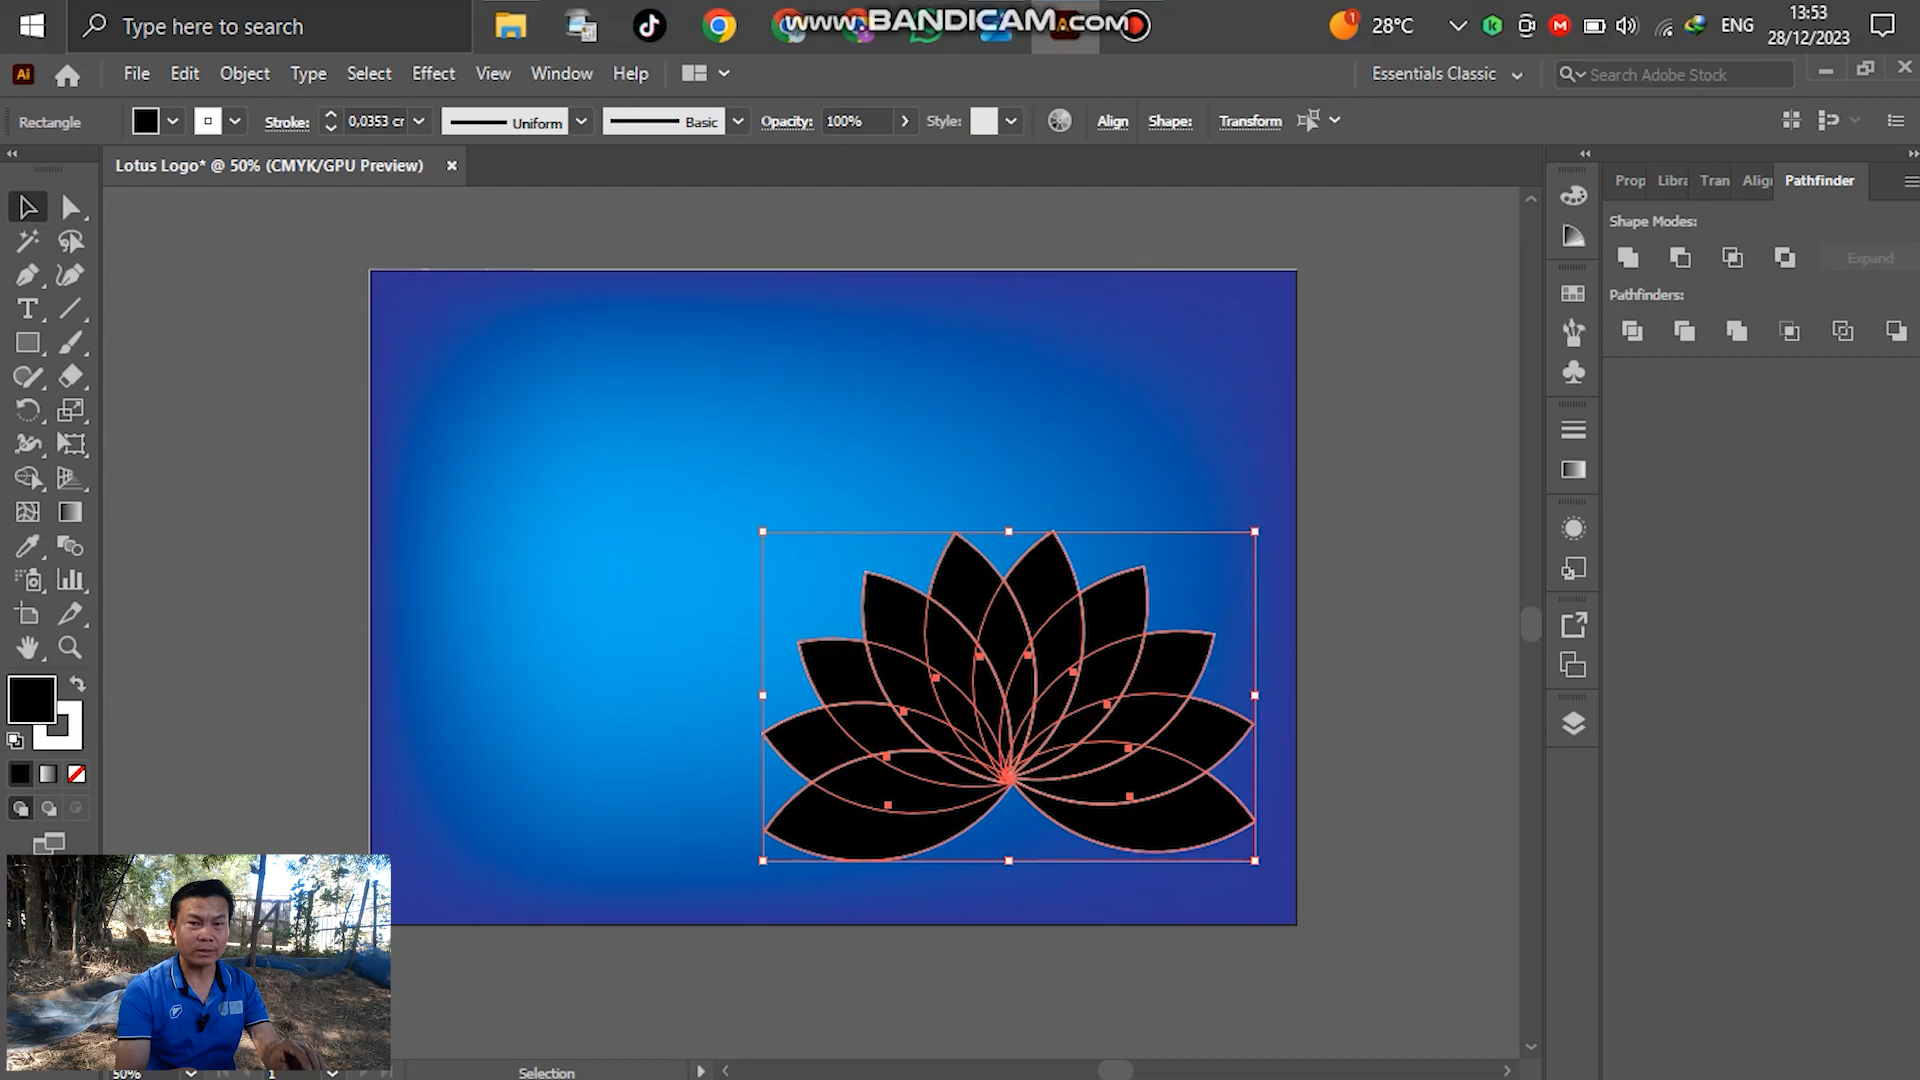 Type here to search
www.BANDICAM.com
1
28°C
ENG
13:53
28/12/2023
Ai
File
Edit
Object
Type
Select
Effect
View
Window
Help
Essentials Classic
Search Adobe Stock
Rectangle
Stroke:
0,0353 cr
Uniform
Basic
Opacity:
100%
Style:
Align
Shape:
Transform
Lotus Logo* @ 50% (CMYK/GPU Preview)
Prop
Libra
Tran
Alig
Pathfinder
Shape Modes:
Expand
Pathfinders:
50%
1
Selection